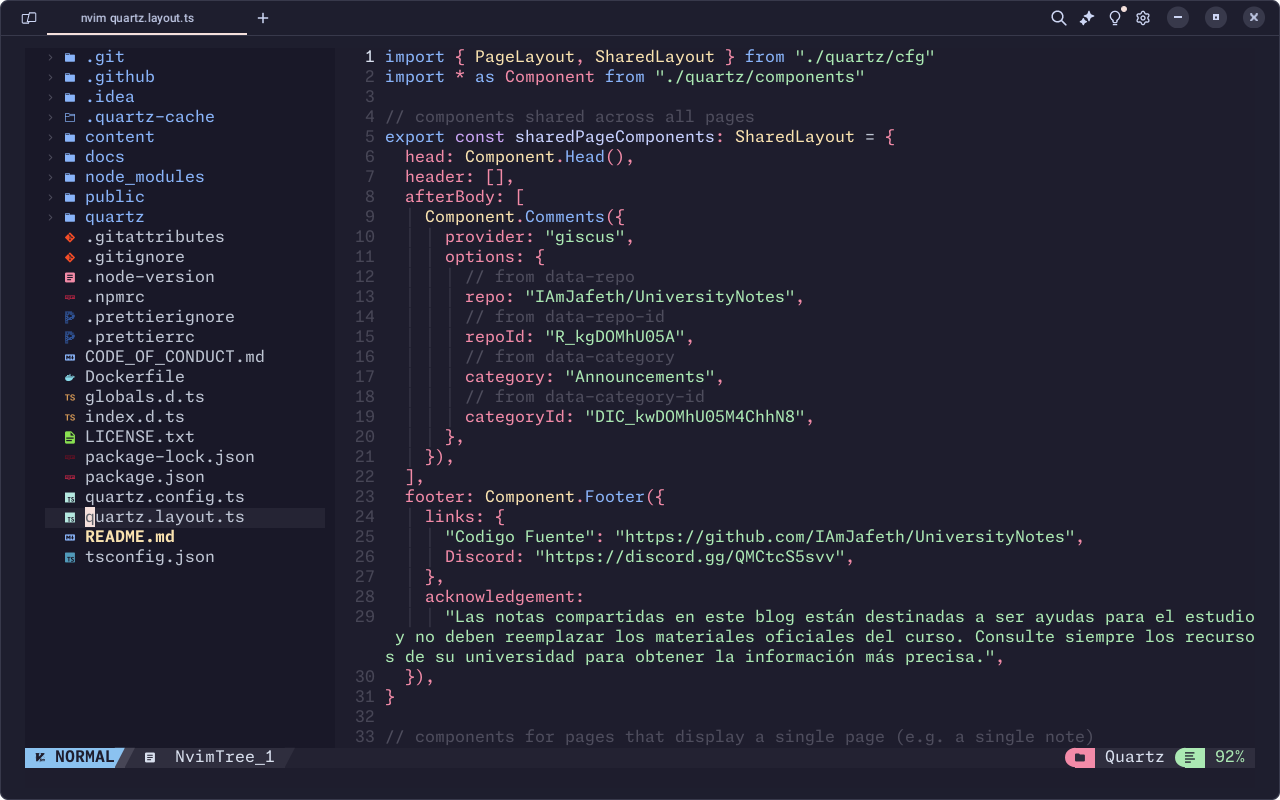 nvim quartz.layout.ts
.git
.github
.idea
.quartz-cache
content
docs
node_modules
public
quartz
.gitattributes
.gitignore
.node-version
.npmrc
.prettierignore
.prettierrc
CODE_OF_CONDUCT.md
Dockerfile
globals.d.ts
index.d.ts
LICENSE.txt
package-lock.json
package.json
quartz.config.ts
quartz.layout.ts
README.md
tsconfig.json
1 import { PageLayout, SharedLayout } from "./quartz/cfg"
2 import * as Component from "./quartz/components"
3
4 // components shared across all pages
5 export const sharedPageComponents: SharedLayout = {
6   head: Component.Head(),
7   header: [],
8   afterBody: [
9     Component.Comments({
10       provider: "giscus",
11       options: {
12         // from data-repo
13         repo: "IAmJafeth/UniversityNotes",
14         // from data-repo-id
15         repoId: "R_kgDOMhU05A",
16         // from data-category
17         category: "Announcements",
18         // from data-category-id
19         categoryId: "DIC_kwDOMhU05M4ChhN8",
20       },
21     }),
22   ],
23   footer: Component.Footer({
24     links: {
25       "Codigo Fuente": "https://github.com/IAmJafeth/UniversityNotes",
26       Discord: "https://discord.gg/QMCtcS5svv",
27     },
28     acknowledgement:
29       "Las notas compartidas en este blog están destinadas a ser ayudas para el estudio
 y no deben reemplazar los materiales oficiales del curso. Consulte siempre los recurso
s de su universidad para obtener la información más precisa.",
30   }),
31 }
32
33 // components for pages that display a single page (e.g. a single note)
NORMAL NvimTree_1 Quartz 92%